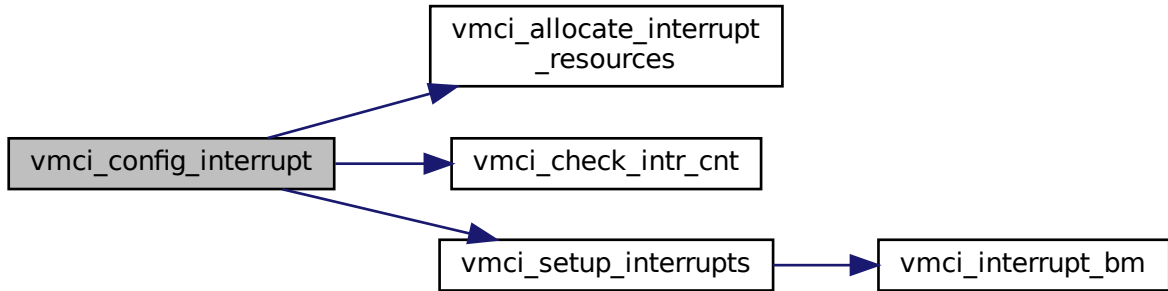 vmci_allocate_interrupt
_resources
vmci_config_interrupt
vmci_check_intr_cnt
vmci_setup_interrupts
vmci_interrupt_bm